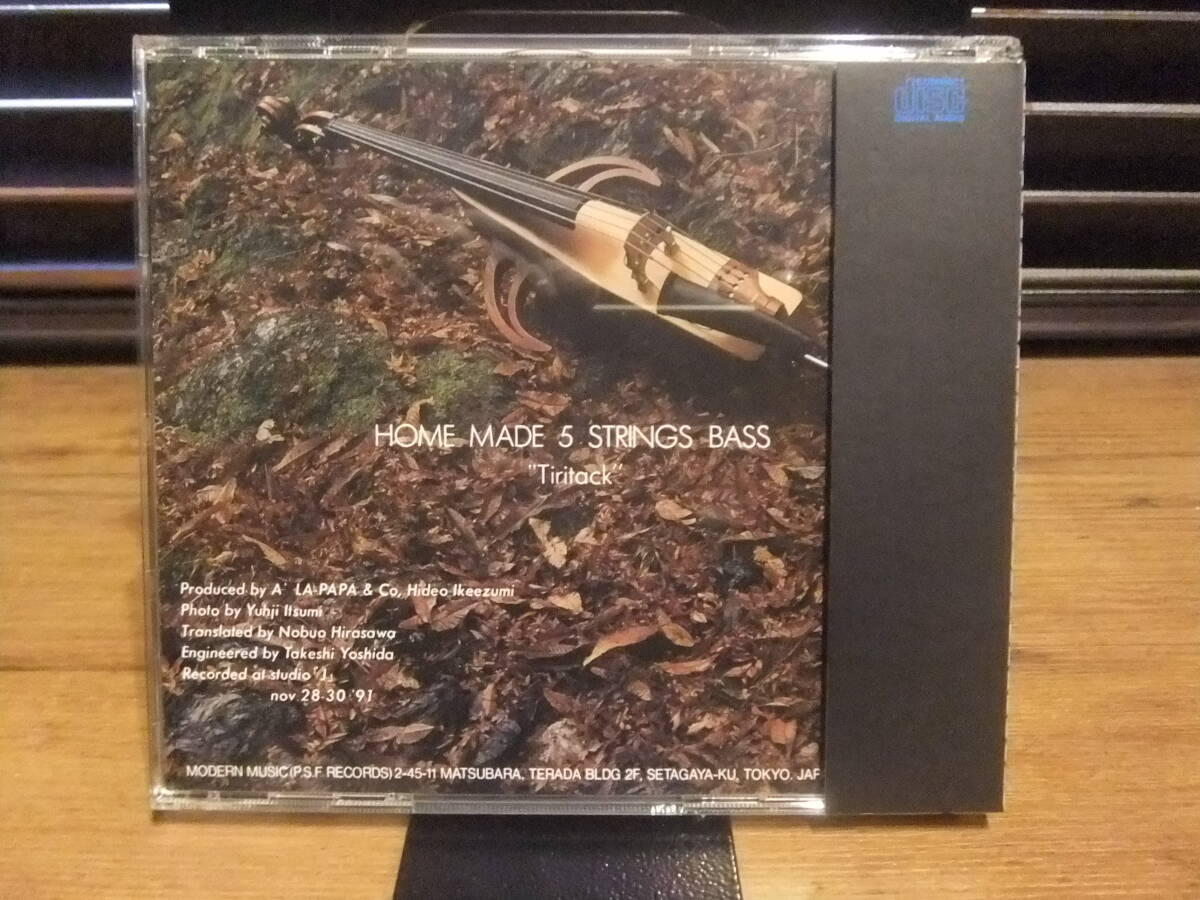 COMPACT
disc
DIGITAL AUDIO
HOME MADE 5 STRINGS BASS
"Tiritack"
Produced by A' LA-PAPA & Co, Hideo Ikeezumi
Photo by Yuhji Itsumi
Translated by Nobuo Hirasawa
Engineered by Takeshi Yoshida
Recorded at studio「J」
nov.28-30 '91
MODERN MUSIC(P.S.F RECORDS)2-45-11 MATSUBARA, TERADA BLDG 2F, SETAGAYA-KU, TOKYO. JAP